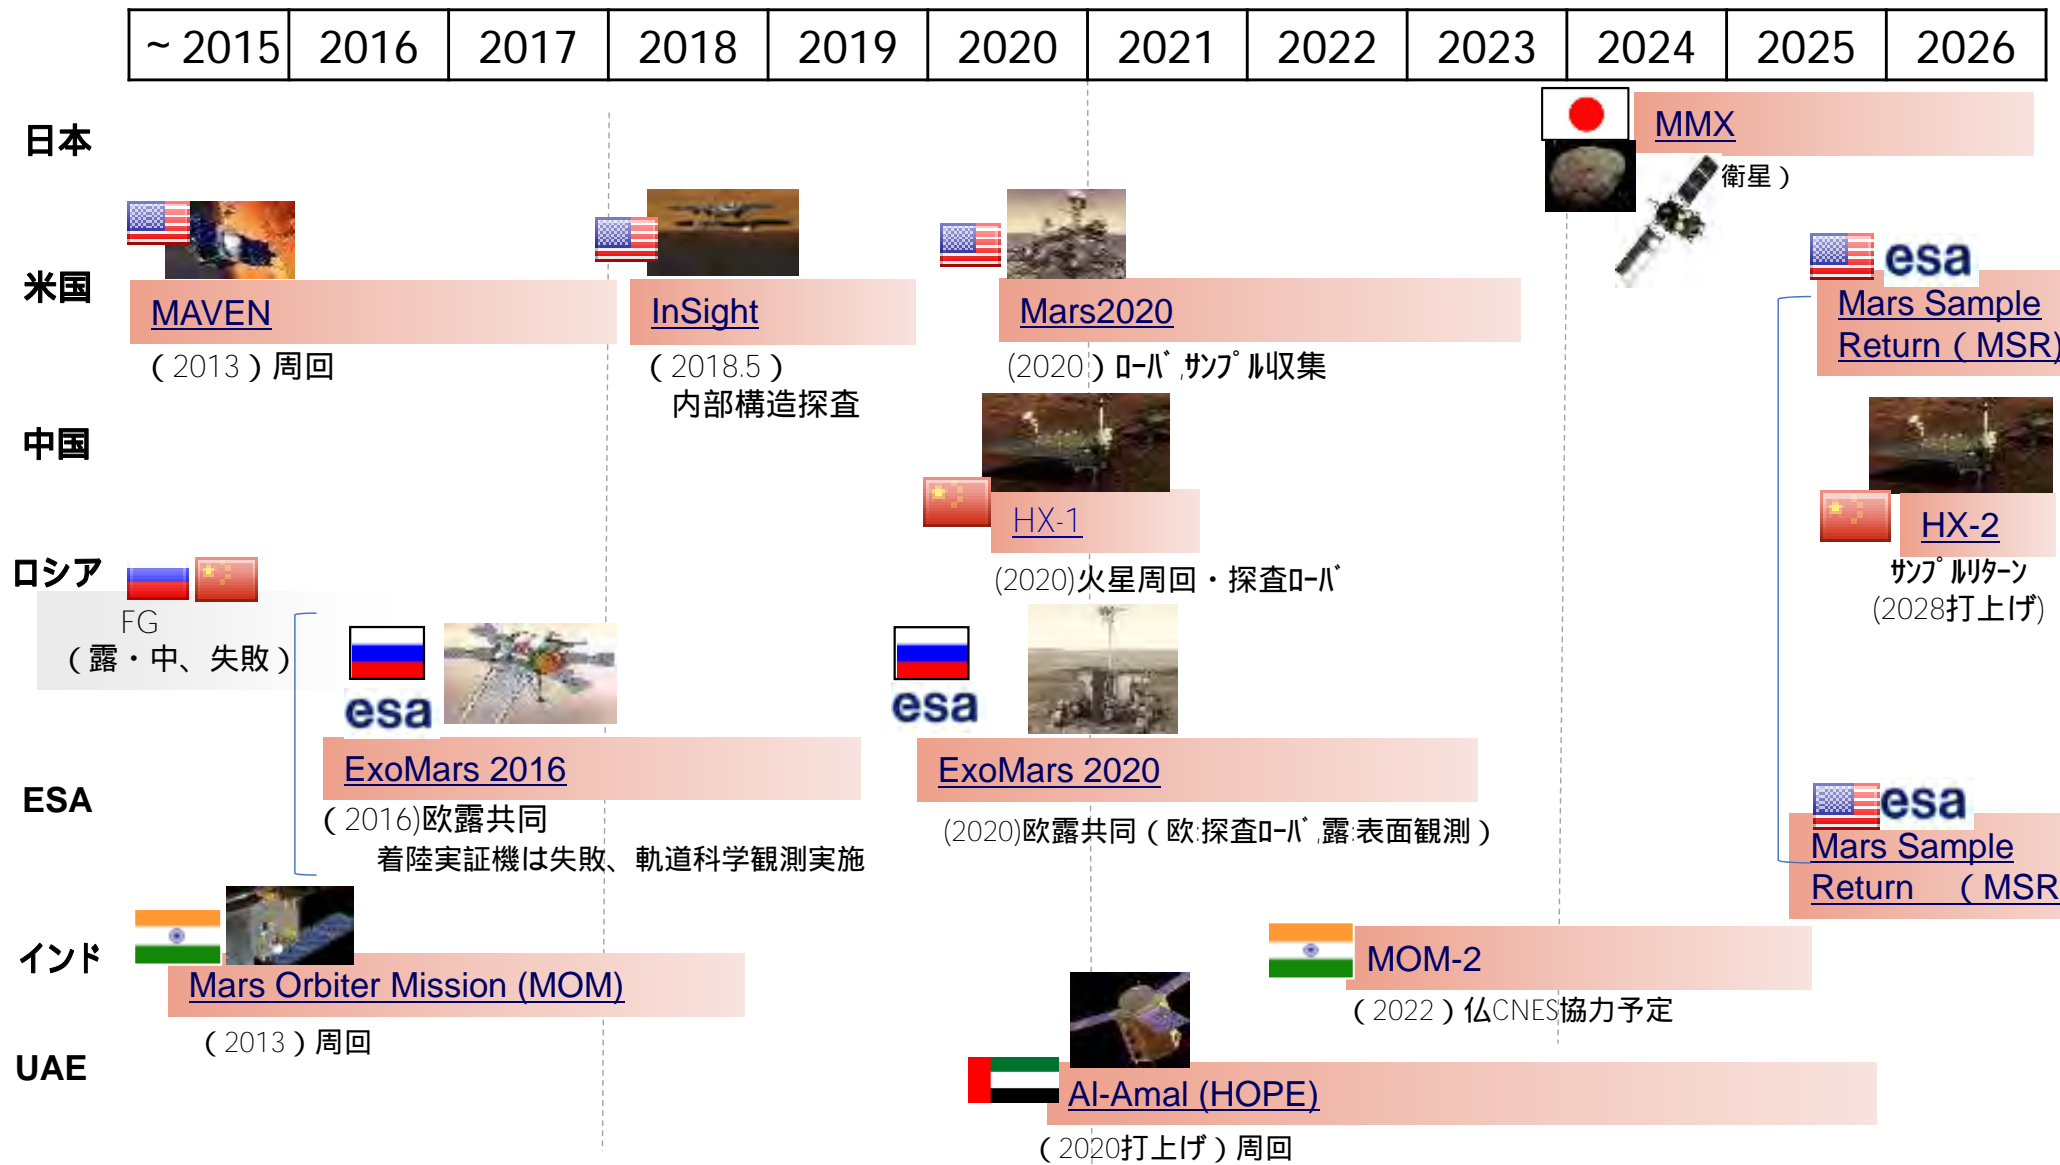 ~ 2015 2016 2017 2018 2019 2020 2021 2022 2023 2024 2025 2026
日本
MMX
衛星）
米国
MAVEN
（2013）周回
InSight
（2018.5）
内部構造探査
Mars2020
(2020）ﾛｰﾊﾞ,ｻﾝﾌﾟﾙ収集
esa
Mars Sample
Return（MSR)
中国
HX-1
(2020)火星周回・探査ﾛｰﾊﾞ
HX-2
ｻﾝﾌﾟﾙﾘﾀｰﾝ
(2028打上げ)
ロシア
FG
（露・中、失敗）
esa
esa
ESA
ExoMars 2016
（2016)欧露共同
着陸実証機は失敗、軌道科学観測実施
ExoMars 2020
(2020)欧露共同（欧:探査ﾛｰﾊﾞ,露:表面観測）
esa
Mars Sample
Return （MSR
インド
Mars Orbiter Mission (MOM)
（2013）周回
MOM-2
（2022）仏CNES協力予定
UAE
Al-Amal (HOPE)
（2020打上げ）周回